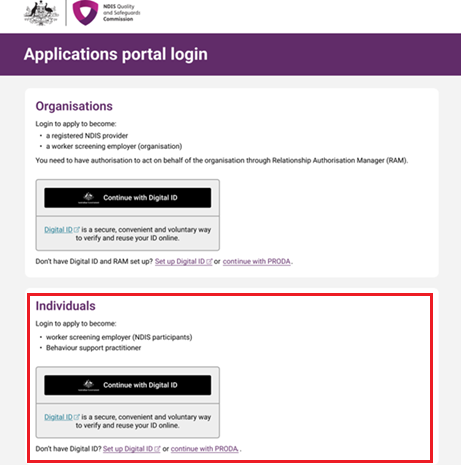 NDIS Quality
and Safeguards
Commission
Applications portal login
Organisations
Login to apply to become:
• a registered NDIS provider
• a worker screening employer (organisation)
You need to have authorisation to act on behalf of the organisation through Relationship Authorisation Manager (RAM).
Continue with Digital ID
Digital ID is a secure, convenient and voluntary way
to verify and reuse your ID online.
Don't have Digital ID and RAM set up? Set up Digital ID or continue with PRODA.
Individuals
Login to apply to become:
• worker screening employer (NDIS participants)
• Behaviour support practitioner
Continue with Digital ID
Digital ID is a secure, convenient and voluntary way
to verify and reuse your ID online.
Don't have Digital ID? Set up Digital ID or continue with PRODA.